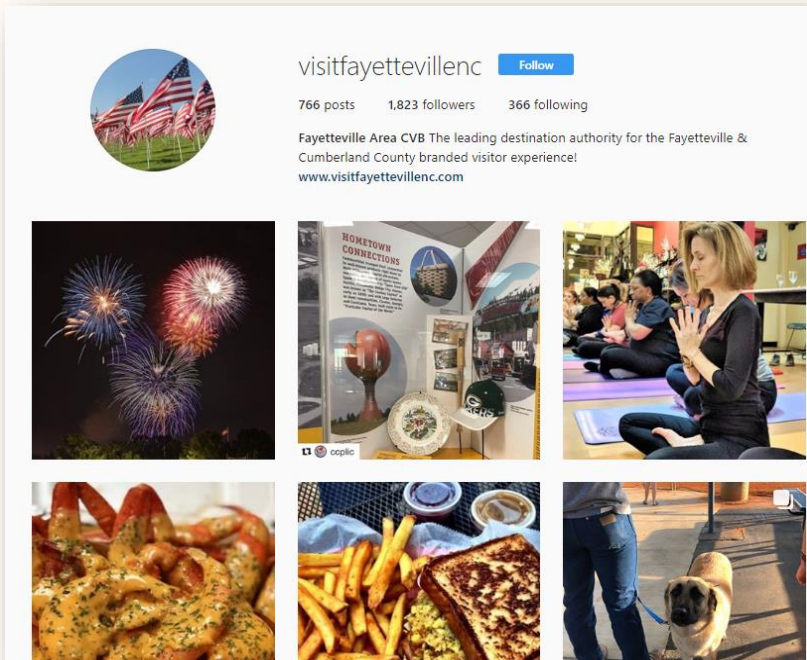 visitfayettevillenc Follow
766 posts 1,823 followers 366 following
Fayetteville Area CVB The leading destination authority for the Fayetteville &
Cumberland County branded visitor experience!
www.visitfayettevillenc.com
HOMETOWN
CONNECTIONS
G
ccplic